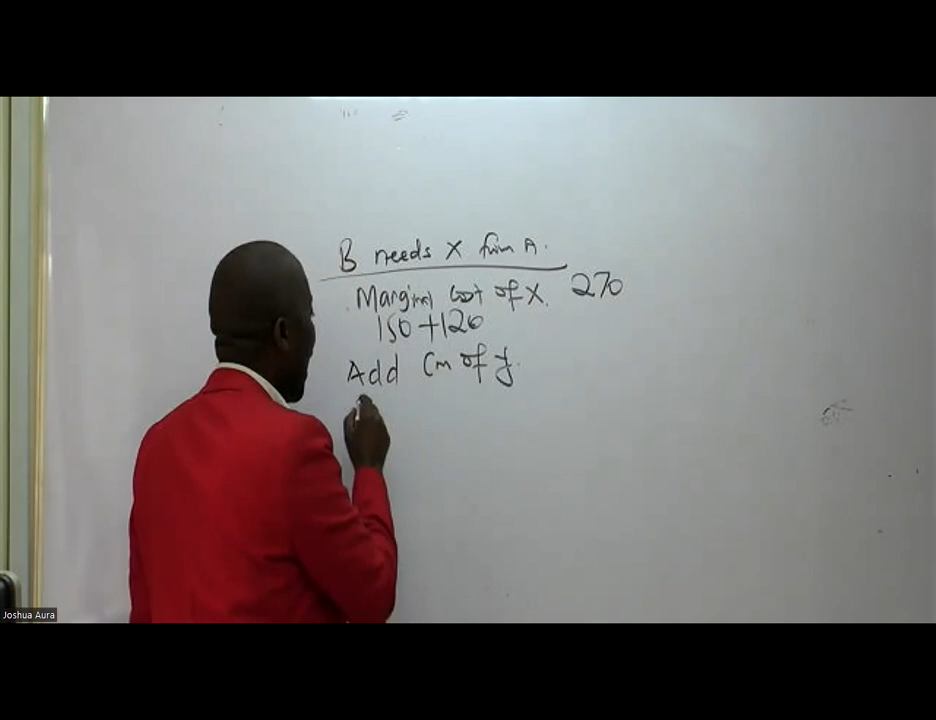 B needs X from A.
Marginal cost of X. 270
150 + 120
Add Cm of y.
Joshua Aura